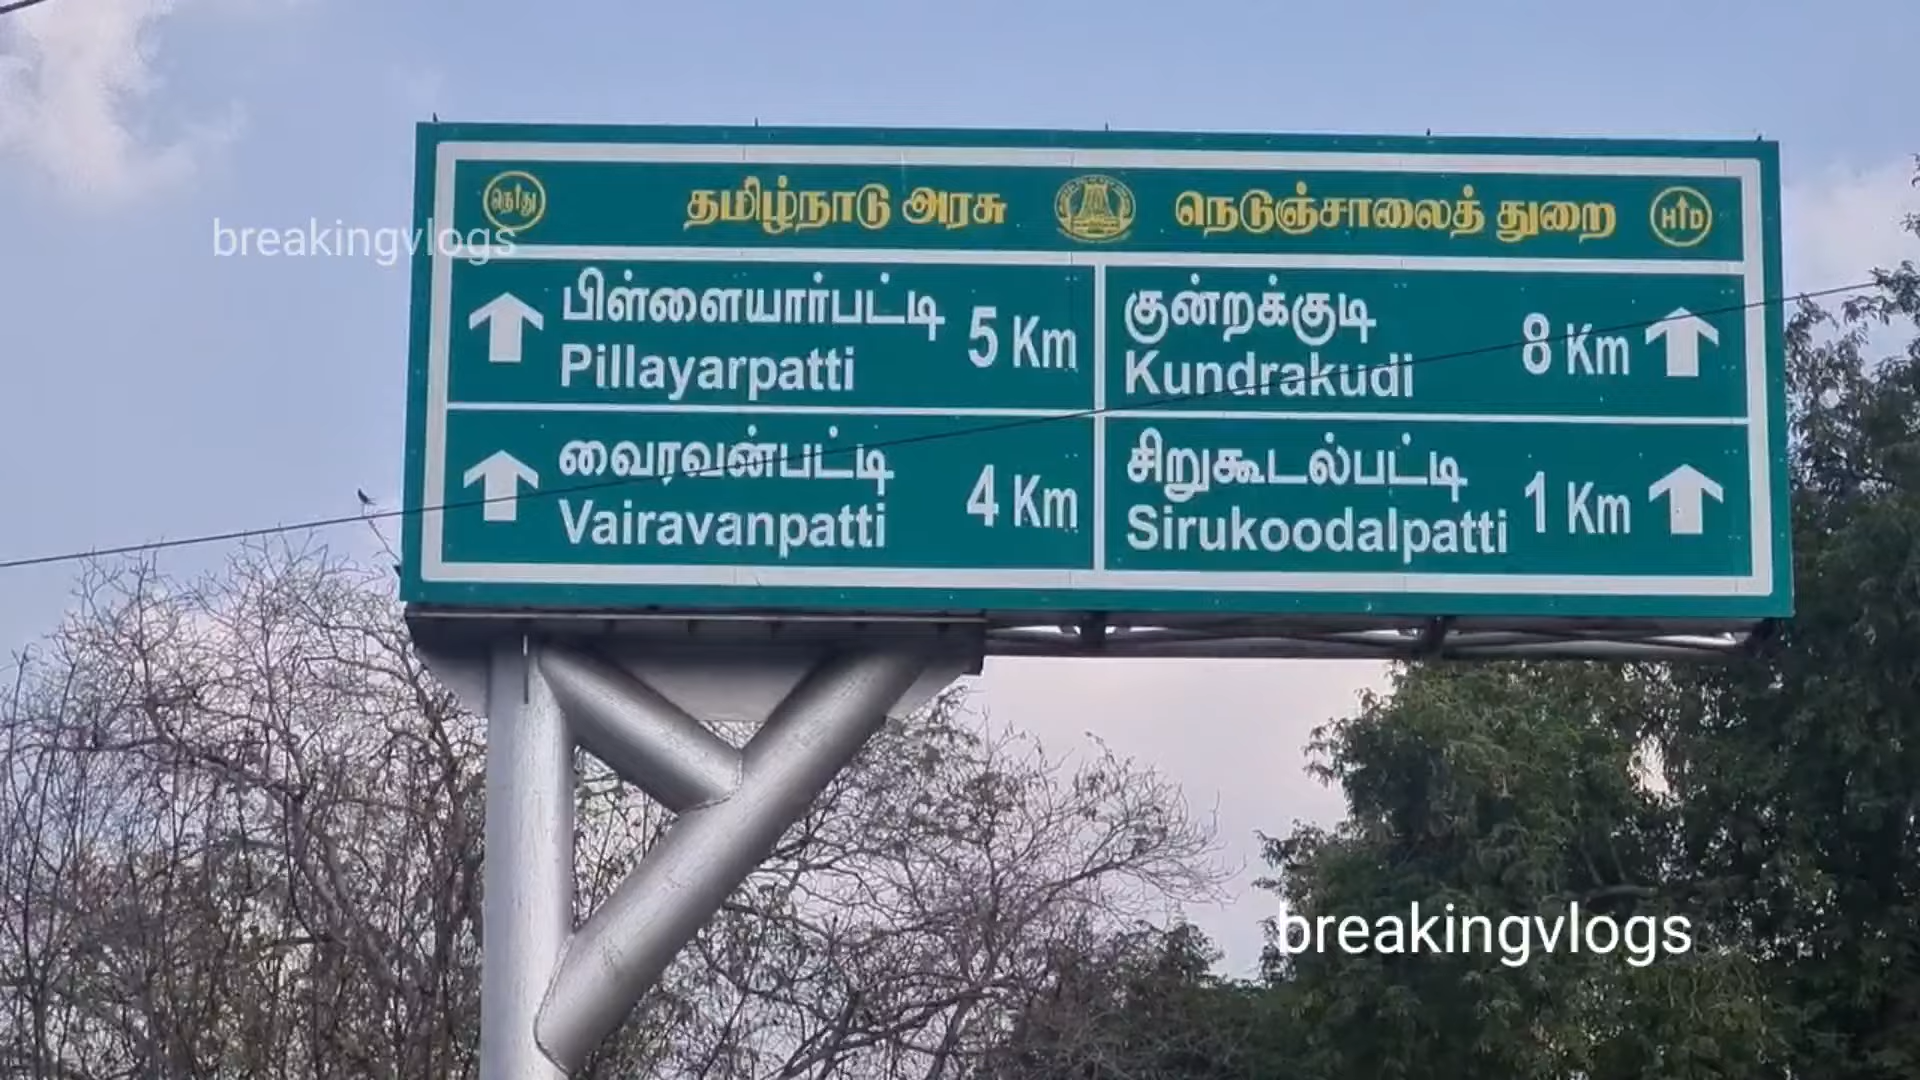 நெது தமிழ்நாடு அரசு நெடுஞ்சாலைத் துறை HD
breakingvlogs
பிள்ளையார்பட்டி 5 Km
Pillayarpatti
குன்றக்குடி 8 Km
Kundrakudi
வைரவன்பட்டி 4 Km
Vairavanpatti
சிறுகூடல்பட்டி 1 Km
Sirukoodalpatti
breakingvlogs